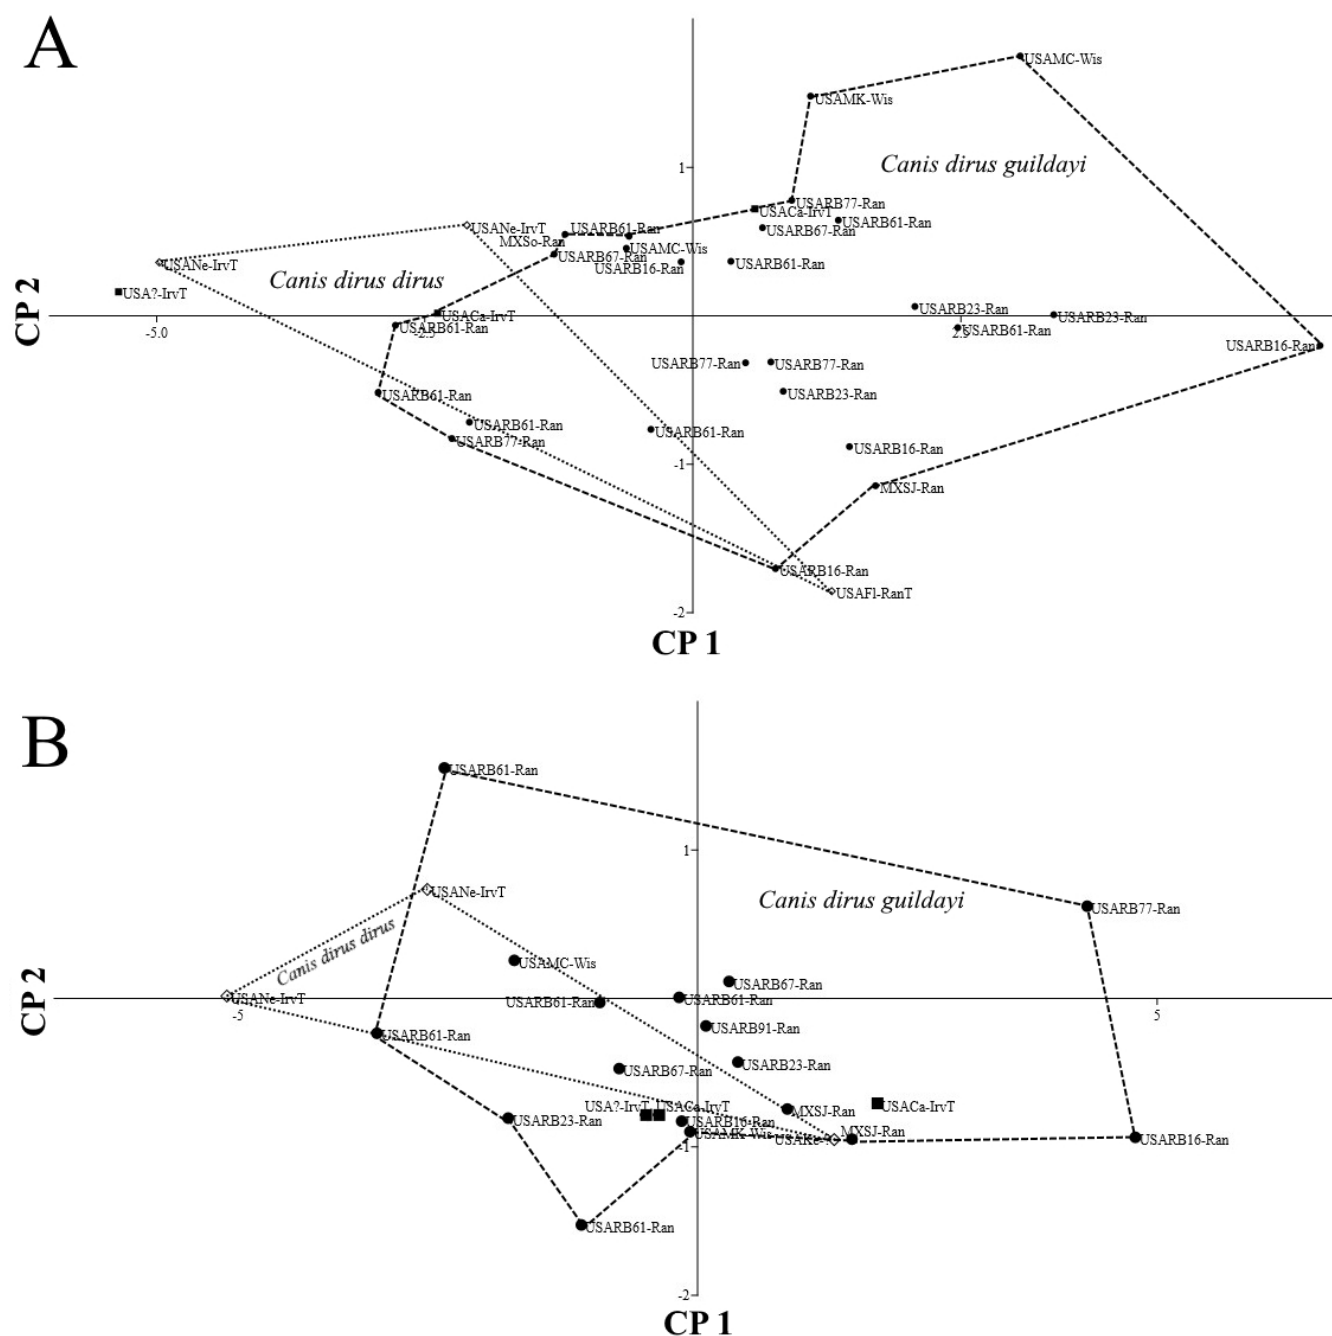 A
USAMC-Wis
USAMK-Wis
Canis dirus guildayi
1
USARB77-Ran
USACa-IrvT
USARB61-Ran
USANe-IrvT
USARB61-Ran
USARB67-Ran
MXSo-Ran
USAMC-Wis
USARB67-Ran
USANe-IrvT
USARB16-Ran
USARB61-Ran
Canis dirus dirus
USA?-IrvT
CP 2
USARB23-Ran
USACa-IrvT
USARB23-Ran
USARB61-Ran
USARB61-Ran
-5.0
-2.5
2.5
USARB16-Ran
USARB77-Ran
USARB77-Ran
USARB61-Ran
USARB23-Ran
USARB61-Ran
USARB61-Ran
USARB77-Ran
USARB16-Ran
-1
MXSJ-Ran
USARB16-Ran
USAFl-RanT
-2
CP 1
B
USARB61-Ran
1
USANe-IrvT
Canis dirus guildayi
USARB77-Ran
Canis dirus dirus
USAMC-Wis
USARB67-Ran
USANe-IrvT
USARB61-Ran
USARB61-Ran
CP 2
-5
5
USARB61-Ran
USARB91-Ran
USARB23-Ran
USARB67-Ran
USA?-IrvT
USACa-IrvT
MXSJ-Ran
USACa-IrvT
USARB23-Ran
USARB16-Ran
USAMK-Wis
MXSJ-Ran
USARB16-Ran
-1
USARB61-Ran
-2
CP 1